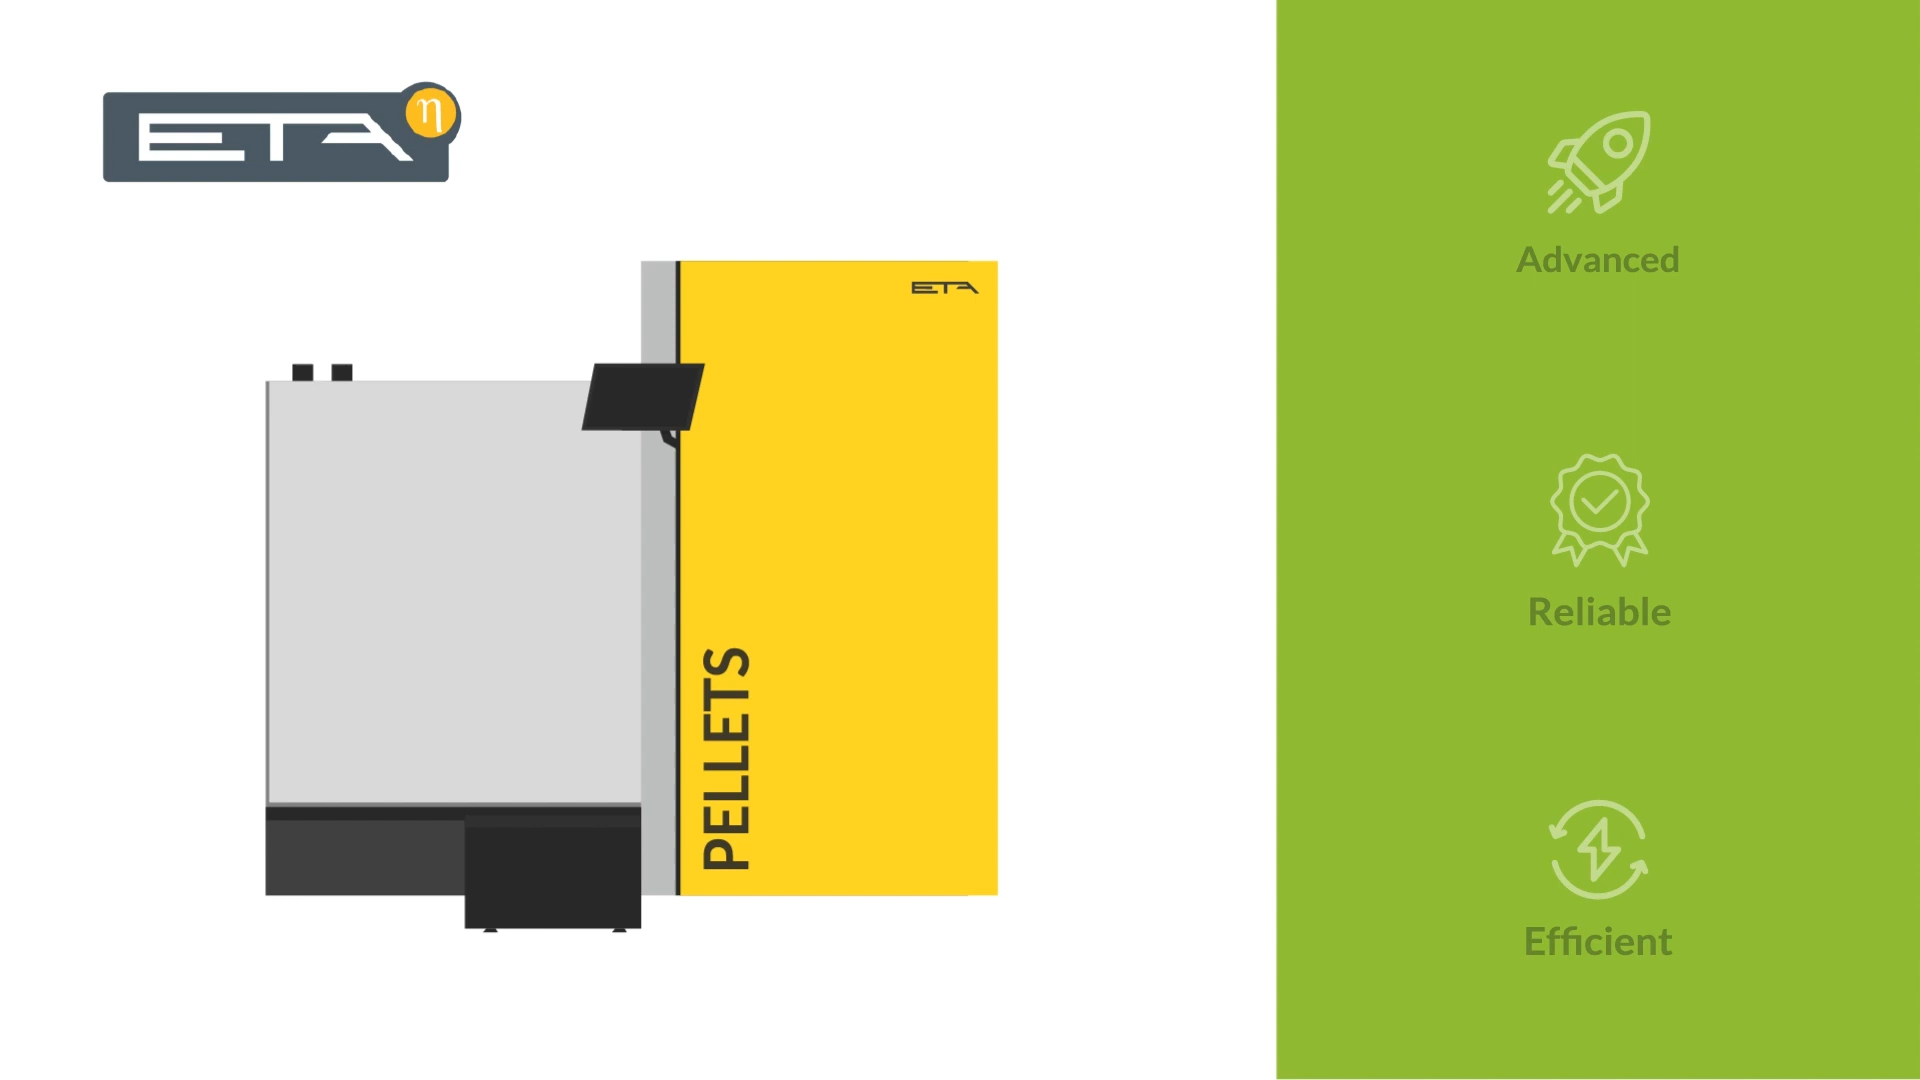 ETA η
ETA
PELLETS
Advanced
Reliable
Efficient